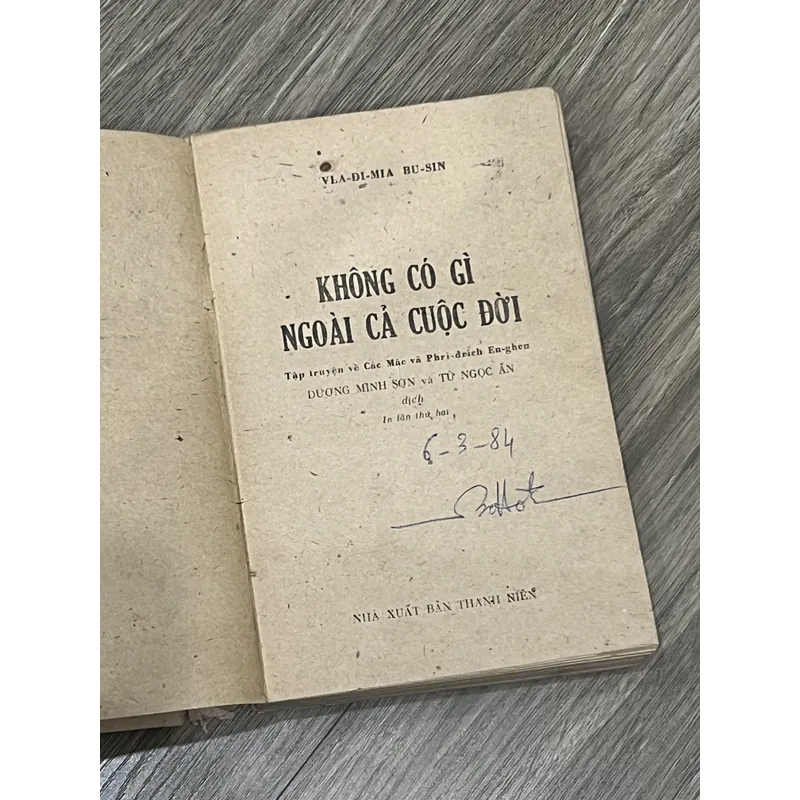 VLA-ĐI-MIA BU-SIN
KHÔNG CÓ GÌ
NGOÀI CẢ CUỘC ĐỜI
Tập truyện về Các Mác và Phri-đrich En-ghen
DƯƠNG MINH SƠN và TỪ NGỌC ẨN
dịch
In lần thứ hai
6-3-84
NHÀ XUẤT BẢN THANH NIÊN